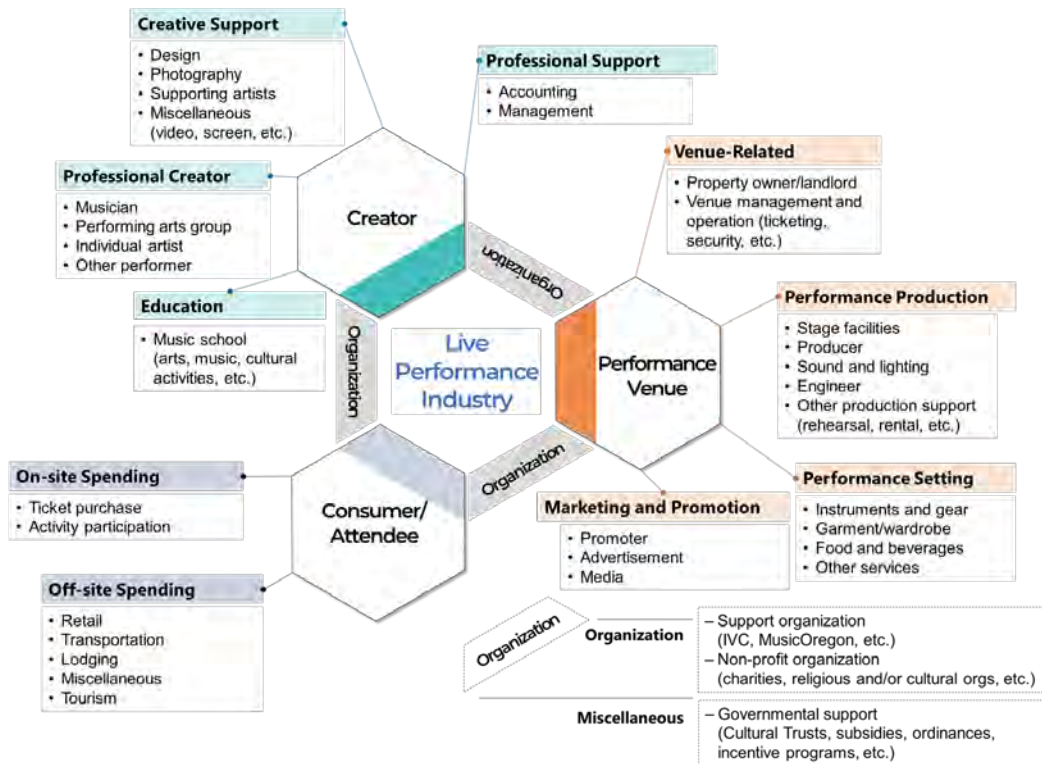 Creative Support
• Design
• Photography
• Supporting artists
• Miscellaneous
(video, screen, etc.)
Professional Support
• Accounting
• Management
Professional Creator
• Musician
• Performing arts group
• Individual artist
• Other performer
Education
• Music school
(arts, music, cultural
activities, etc.)
Creator
Organization
Organization
Organization
Live
Performance
Industry
Venue-Related
• Property owner/landlord
• Venue management and
operation (ticketing,
security, etc.)
Performance
Venue
Performance Production
• Stage facilities
• Producer
• Sound and lighting
• Engineer
• Other production support
(rehearsal, rental, etc.)
Performance Setting
• Instruments and gear
• Garment/wardrobe
• Food and beverages
• Other services
Marketing and Promotion
• Promoter
• Advertisement
• Media
Consumer/
Attendee
On-site Spending
• Ticket purchase
• Activity participation
Off-site Spending
• Retail
• Transportation
• Lodging
• Miscellaneous
• Tourism
Organization
Organization
– Support organization
(IVC, MusicOregon, etc.)
– Non-profit organization
(charities, religious and/or cultural orgs, etc.)
Miscellaneous
– Governmental support
(Cultural Trusts, subsidies, ordinances,
incentive programs, etc.)